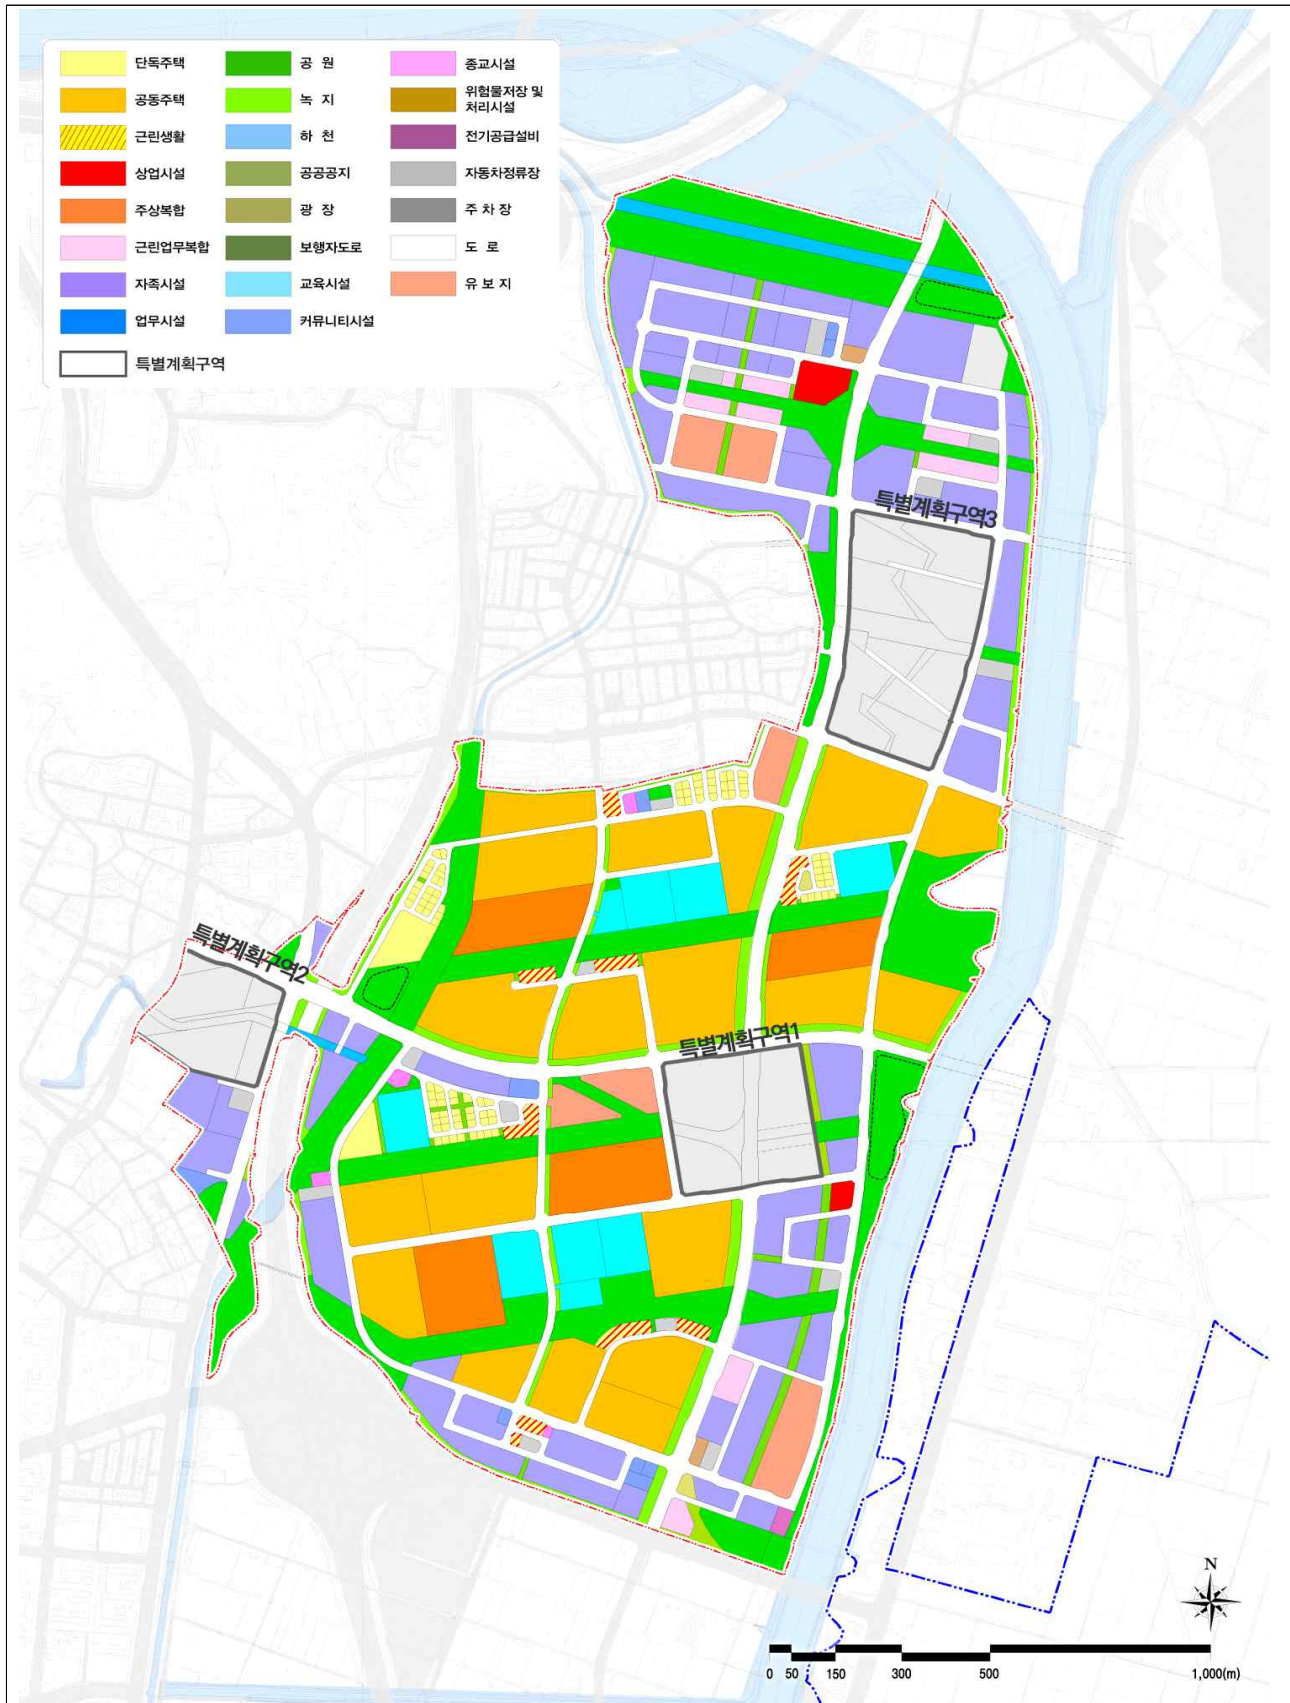 단독주택
공동주택
근린생활
상업시설
주상복합
근린업무복합
자족시설
업무시설
특별계획구역
공 원
녹 지
하 천
공공공지
광 장
보행자도로
교육시설
커뮤니티시설
종교시설
위험물저장 및
처리시설
전기공급설비
자동차정류장
주 차 장
도 로
유 보 지
특별계획구역3
특별계획구역2
특별계획구역1
N
0 50 150 300 500 1,000(m)